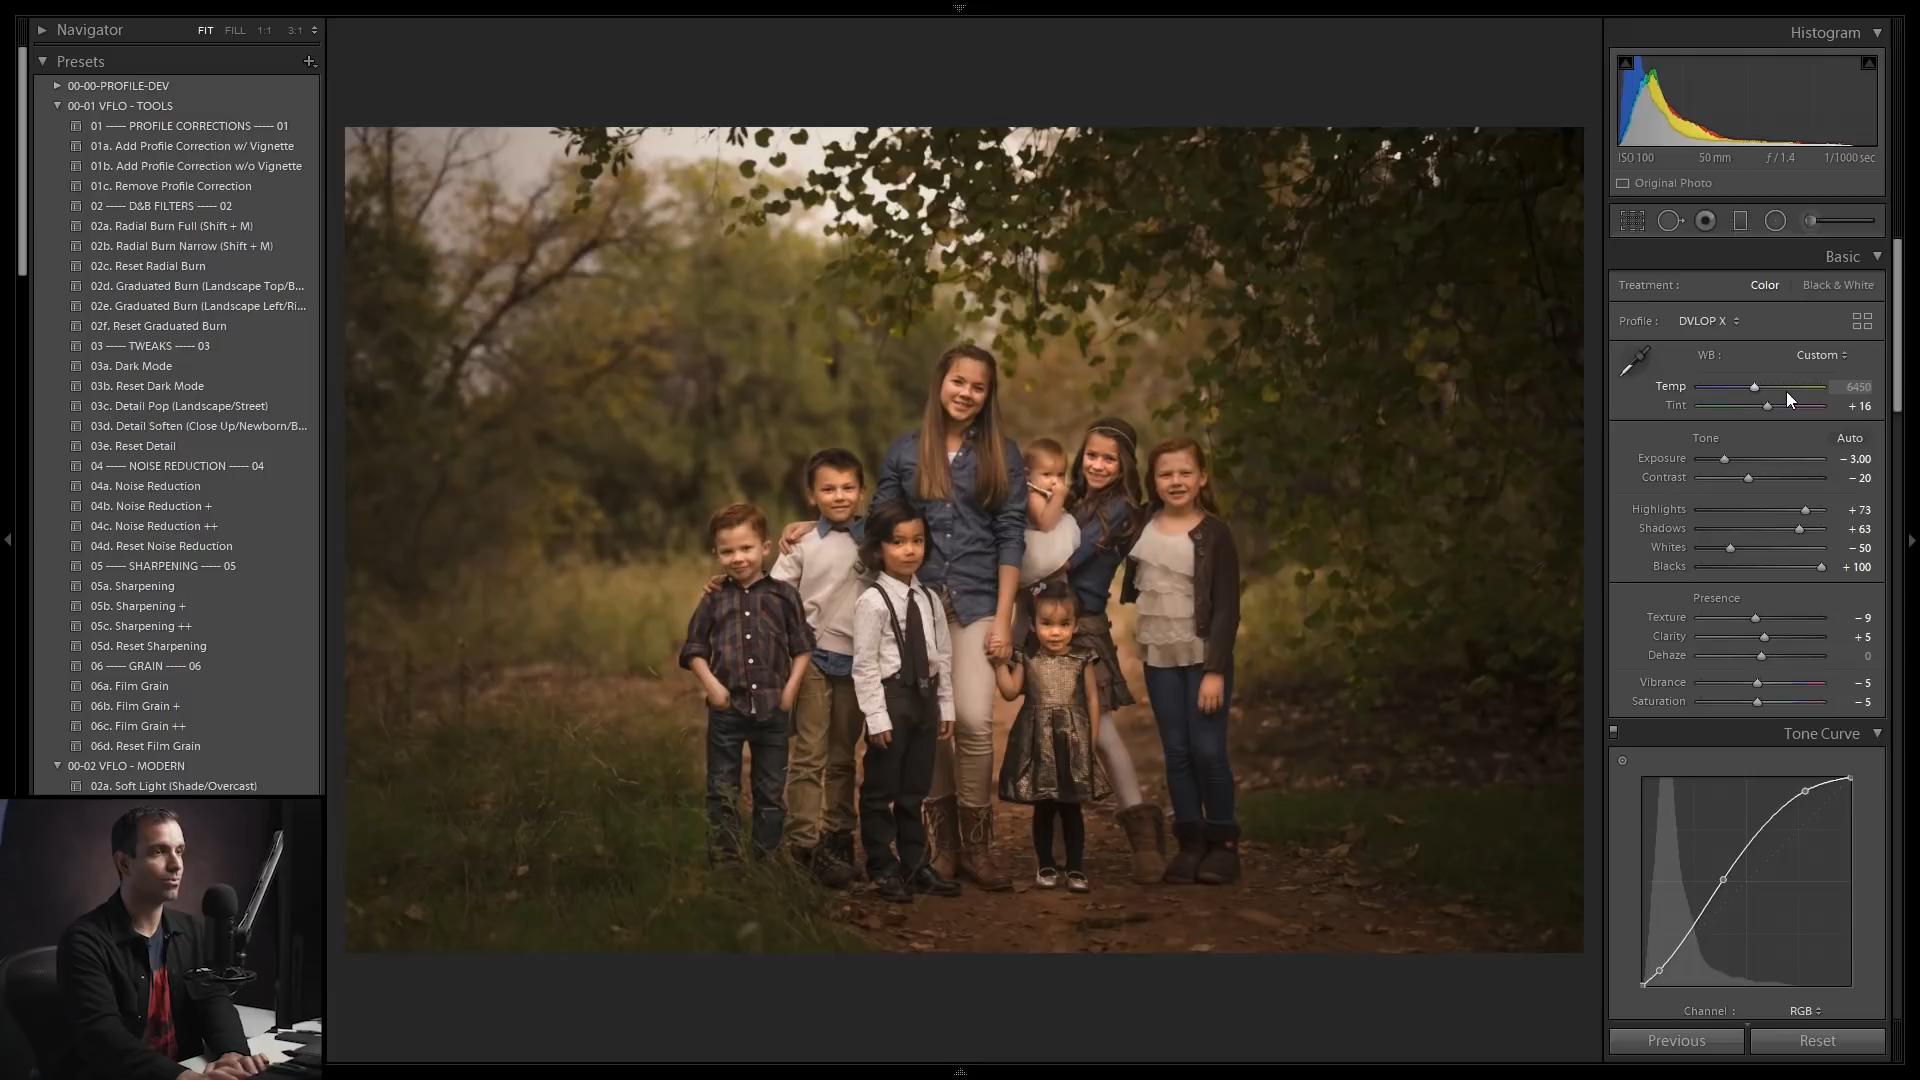 Navigator FIT FILL 1:1 3:1
Presets
00-00-PROFILE-DEV
00-01 VFLO - TOOLS
01 ----- PROFILE CORRECTIONS ----- 01
01a. Add Profile Correction w/ Vignette
01b. Add Profile Correction w/o Vignette
01c. Remove Profile Correction
02 ----- D&B FILTERS ----- 02
02a. Radial Burn Full (Shift + M)
02b. Radial Burn Narrow (Shift + M)
02c. Reset Radial Burn
02d. Graduated Burn (Landscape Top/B...
02e. Graduated Burn (Landscape Left/Ri...
02f. Reset Graduated Burn
03 ----- TWEAKS ----- 03
03a. Dark Mode
03b. Reset Dark Mode
03c. Detail Pop (Landscape/Street)
03d. Detail Soften (Close Up/Newborn/B...
03e. Reset Detail
04 ----- NOISE REDUCTION ----- 04
04a. Noise Reduction
04b. Noise Reduction +
04c. Noise Reduction ++
04d. Reset Noise Reduction
05 ----- SHARPENING ----- 05
05a. Sharpening
05b. Sharpening +
05c. Sharpening ++
05d. Reset Sharpening
06 ----- GRAIN ----- 06
06a. Film Grain
06b. Film Grain +
06c. Film Grain ++
06d. Reset Film Grain
00-02 VFLO - MODERN
02a. Soft Light (Shade/Overcast)
Histogram
ISO 100 50 mm ƒ / 1.4 1/1000 sec
Original Photo
Basic
Treatment : Color Black & White
Profile : DVLOP X
WB : Custom
Temp 6450
Tint + 16
Tone Auto
Exposure − 3.00
Contrast − 20
Highlights + 73
Shadows + 63
Whites − 50
Blacks + 100
Presence
Texture − 9
Clarity + 5
Dehaze 0
Vibrance − 5
Saturation − 5
Tone Curve
Channel : RGB
Previous Reset